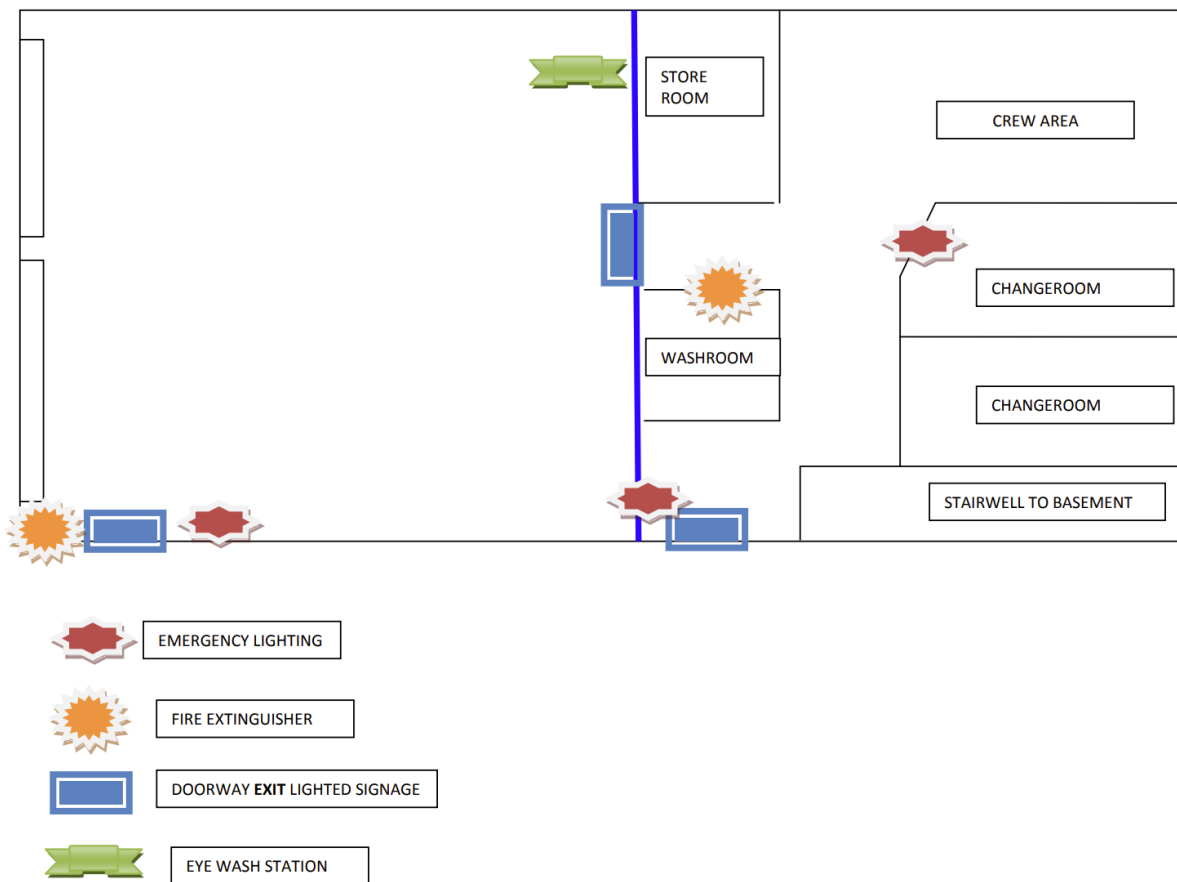 STORE
ROOM
CREW AREA
CHANGEROOM
WASHROOM
CHANGEROOM
STAIRWELL TO BASEMENT
EMERGENCY LIGHTING
FIRE EXTINGUISHER
DOORWAY EXIT LIGHTED SIGNAGE
EYE WASH STATION